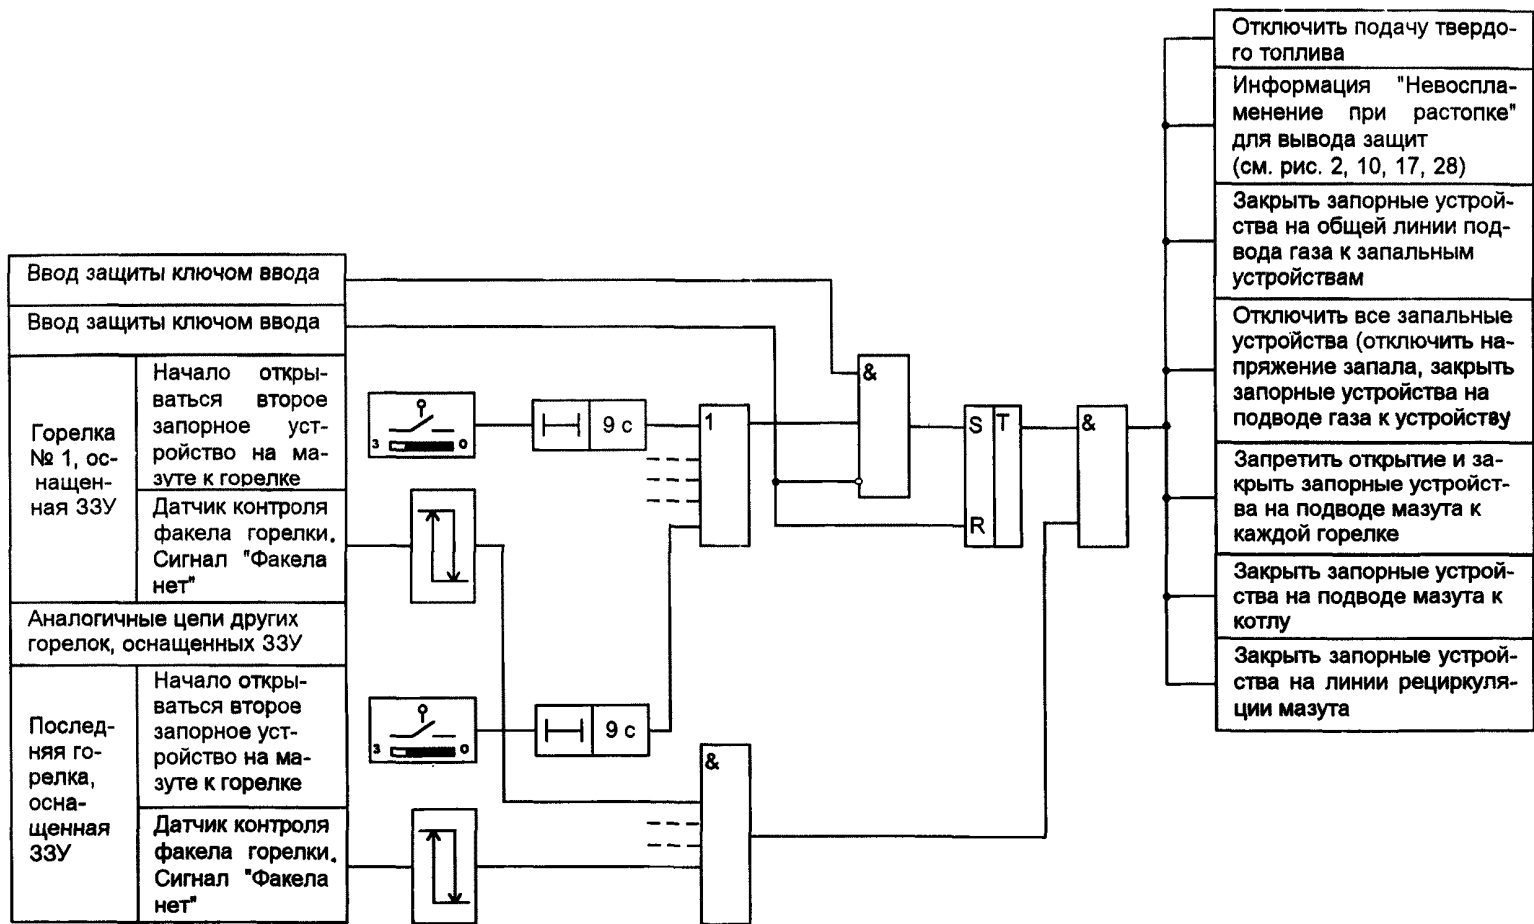 Отключить подачу твердо-
го топлива
Информация "Невоспла-
менение при растопке"
для вывода защит
(см. рис. 2, 10, 17, 28)
Закрыть запорные устрой-
ства на общей линии под-
вода газа к запальным
устройствам
Отключить все запальные
устройства (отключить на-
пряжение запала, закрыть
запорные устройства на
подводе газа к устройству
Запретить открытие и за-
крыть запорные устройст-
ва на подводе мазута к
каждой горелке
Закрыть запорные устрой-
ства на подводе мазута к
котлу
Закрыть запорные устрой-
ства на линии рециркуля-
ции мазута
Ввод защиты ключом ввода
Ввод защиты ключом ввода
Горелка
№ 1, ос-
нащен-
ная ЗЗУ
Начало откры-
ваться второе
запорное уст-
ройство на ма-
зуте к горелке
Датчик контроля
факела горелки.
Сигнал "Факела
нет"
Аналогичные цепи других
горелок, оснащенных ЗЗУ
Послед-
няя го-
релка,
осна-
щенная
ЗЗУ
Начало откры-
ваться второе
запорное уст-
ройство на ма-
зуте к горелке
Датчик контроля
факела горелки.
Сигнал "Факела
нет"
З О
9 с
1
&
S T
R
&
З О
9 с
&